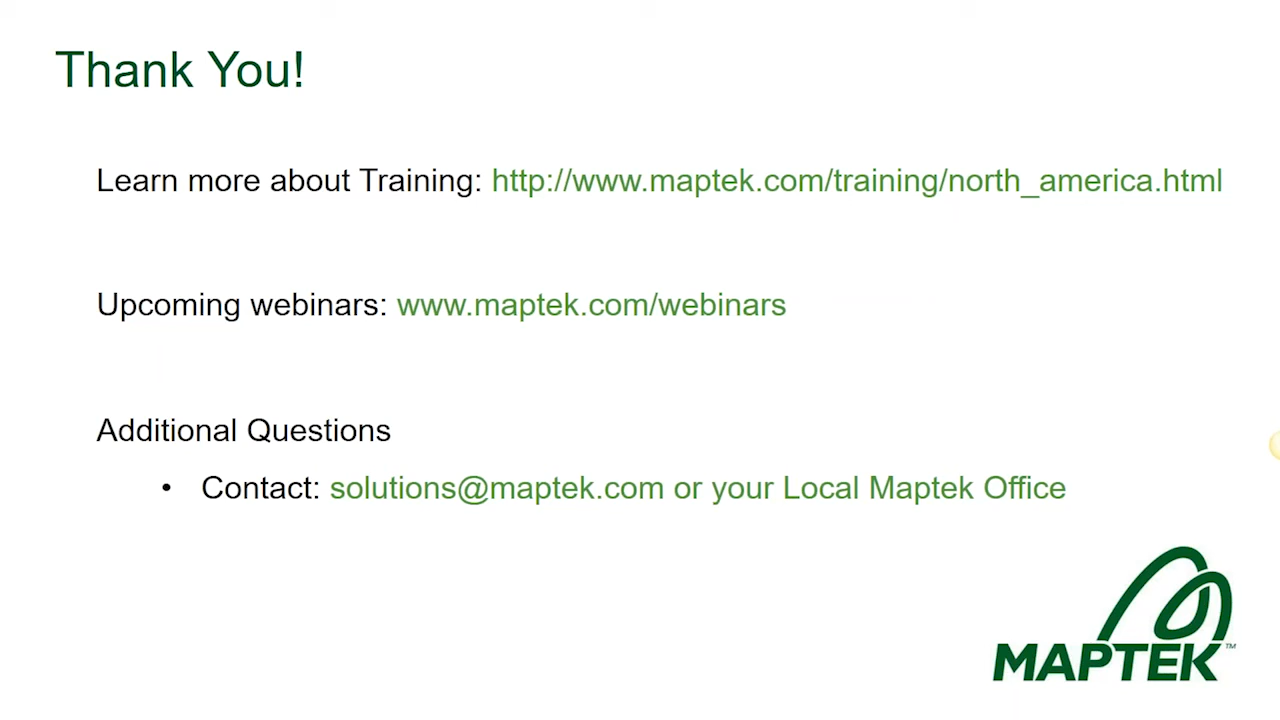 Thank You!
Learn more about Training: http://www.maptek.com/training/north_america.html
Upcoming webinars: www.maptek.com/webinars
Additional Questions
• Contact: solutions@maptek.com or your Local Maptek Office
MAPTEK™